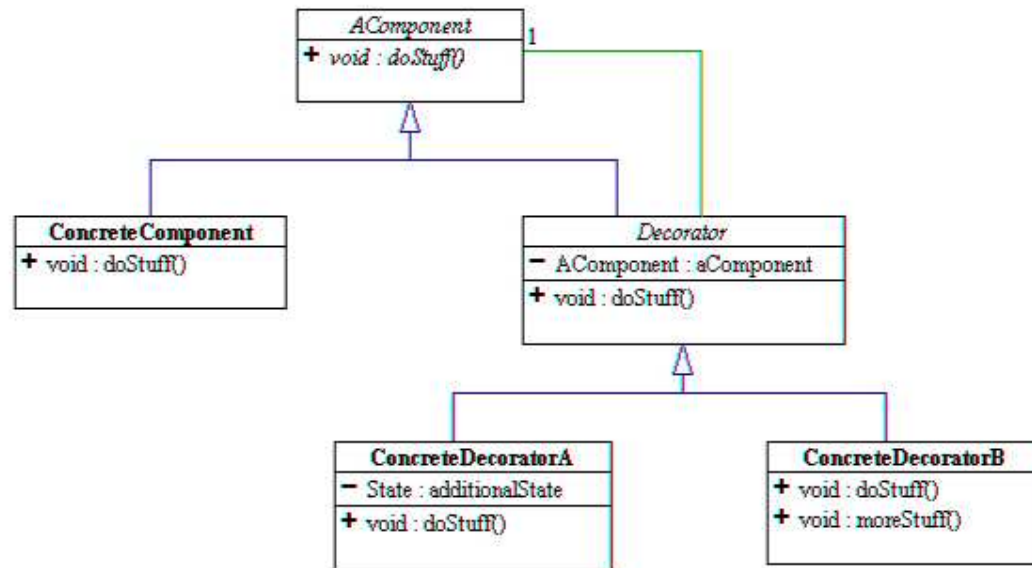 AComponent
+ void : doStuff()
1
ConcreteComponent
+ void : doStuff()
Decorator
− AComponent : aComponent
+ void : doStuff()
ConcreteDecoratorA
− State : additionalState
+ void : doStuff()
ConcreteDecoratorB
+ void : doStuff()
+ void : moreStuff()